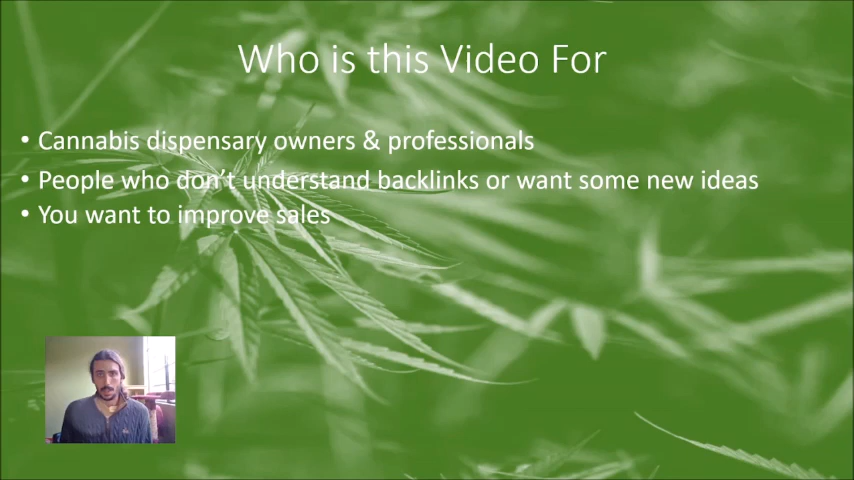 Who is this Video For
• Cannabis dispensary owners & professionals
• People who don't understand backlinks or want some new ideas
• You want to improve sales